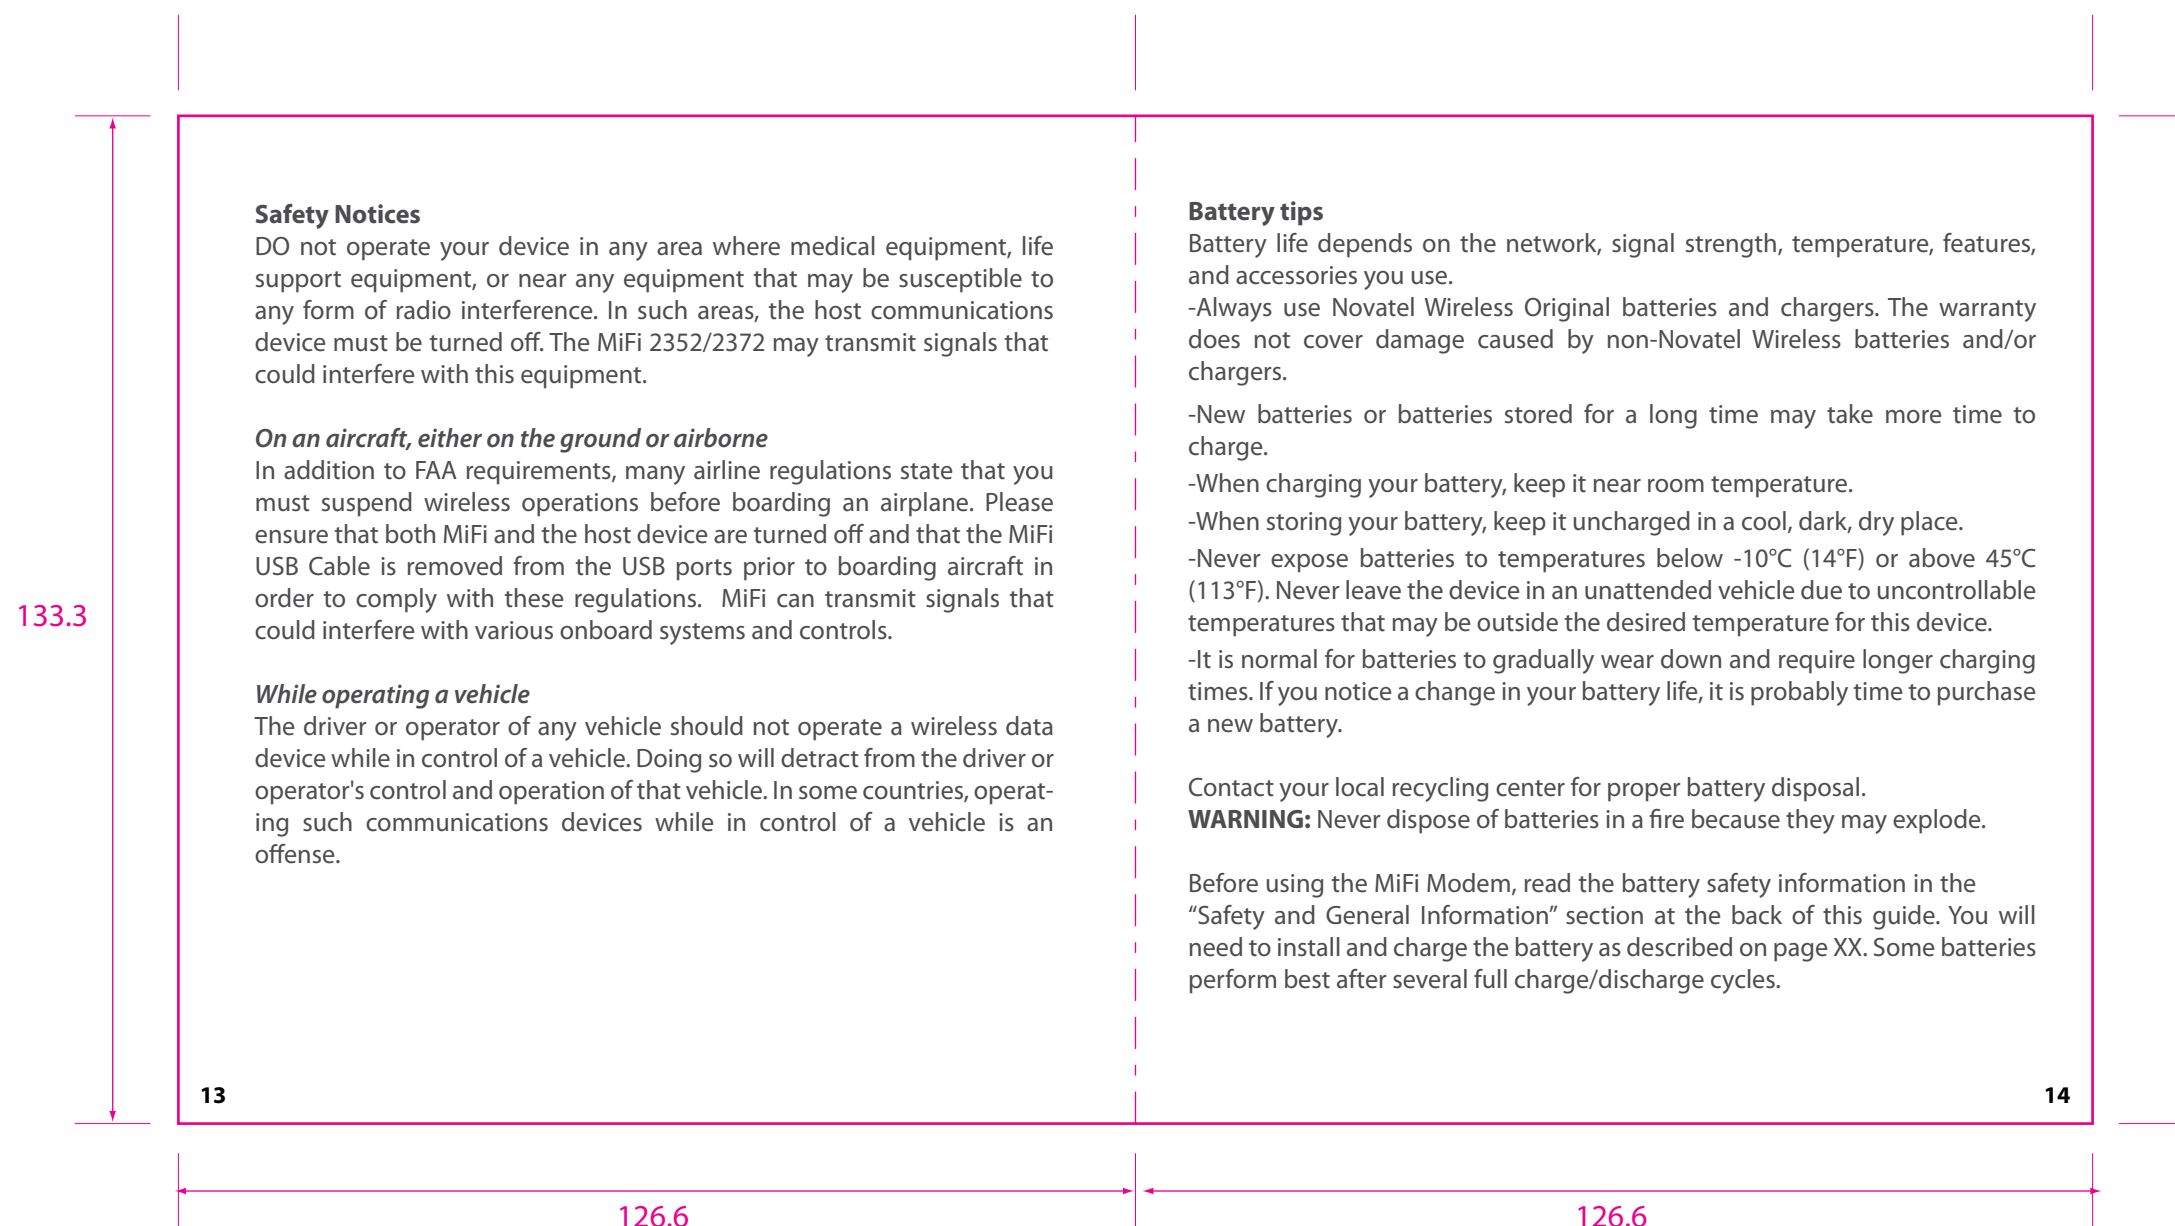 Safety Notices
DO not operate your device in any area where medical equipment, life
support equipment, or near any equipment that may be susceptible to
any form of radio interference. In such areas, the host communications
device must be turned off. The MiFi 2352/2372 may transmit signals that
could interfere with this equipment.
On an aircraft, either on the ground or airborne
In addition to FAA requirements, many airline regulations state that you
must suspend wireless operations before boarding an airplane. Please
ensure that both MiFi and the host device are turned off and that the MiFi
USB Cable is removed from the USB ports prior to boarding aircraft in
order to comply with these regulations.  MiFi can transmit signals that
could interfere with various onboard systems and controls.
While operating a vehicle
The driver or operator of any vehicle should not operate a wireless data
device while in control of a vehicle. Doing so will detract from the driver or
operator's control and operation of that vehicle. In some countries, operat-
ing such communications devices while in control of a vehicle is an
offense.
13
Battery tips
Battery life depends on the network, signal strength, temperature, features,
and accessories you use.
-Always use Novatel Wireless Original batteries and chargers. The warranty
does not cover damage caused by non-Novatel Wireless batteries and/or
chargers.
-New batteries or batteries stored for a long time may take more time to
charge.
-When charging your battery, keep it near room temperature.
-When storing your battery, keep it uncharged in a cool, dark, dry place.
-Never expose batteries to temperatures below -10°C (14°F) or above 45°C
(113°F). Never leave the device in an unattended vehicle due to uncontrollable
temperatures that may be outside the desired temperature for this device.
-It is normal for batteries to gradually wear down and require longer charging
times. If you notice a change in your battery life, it is probably time to purchase
a new battery.
Contact your local recycling center for proper battery disposal.
WARNING: Never dispose of batteries in a fire because they may explode.
Before using the MiFi Modem, read the battery safety information in the
“Safety and General Information” section at the back of this guide. You will
need to install and charge the battery as described on page XX. Some batteries
perform best after several full charge/discharge cycles.
14
133.3
126.6
126.6